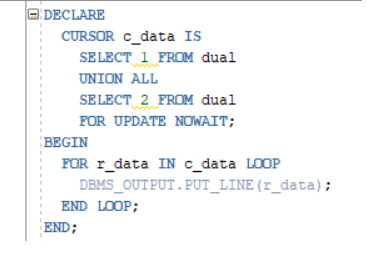 DECLARE
CURSOR c_data IS
SELECT 1 FROM dual
UNION ALL
SELECT 2 FROM dual
FOR UPDATE NOWAIT;
BEGIN
FOR r_data IN c_data LOOP
DBMS_OUTPUT.PUT_LINE(r_data);
END LOOP;
END;